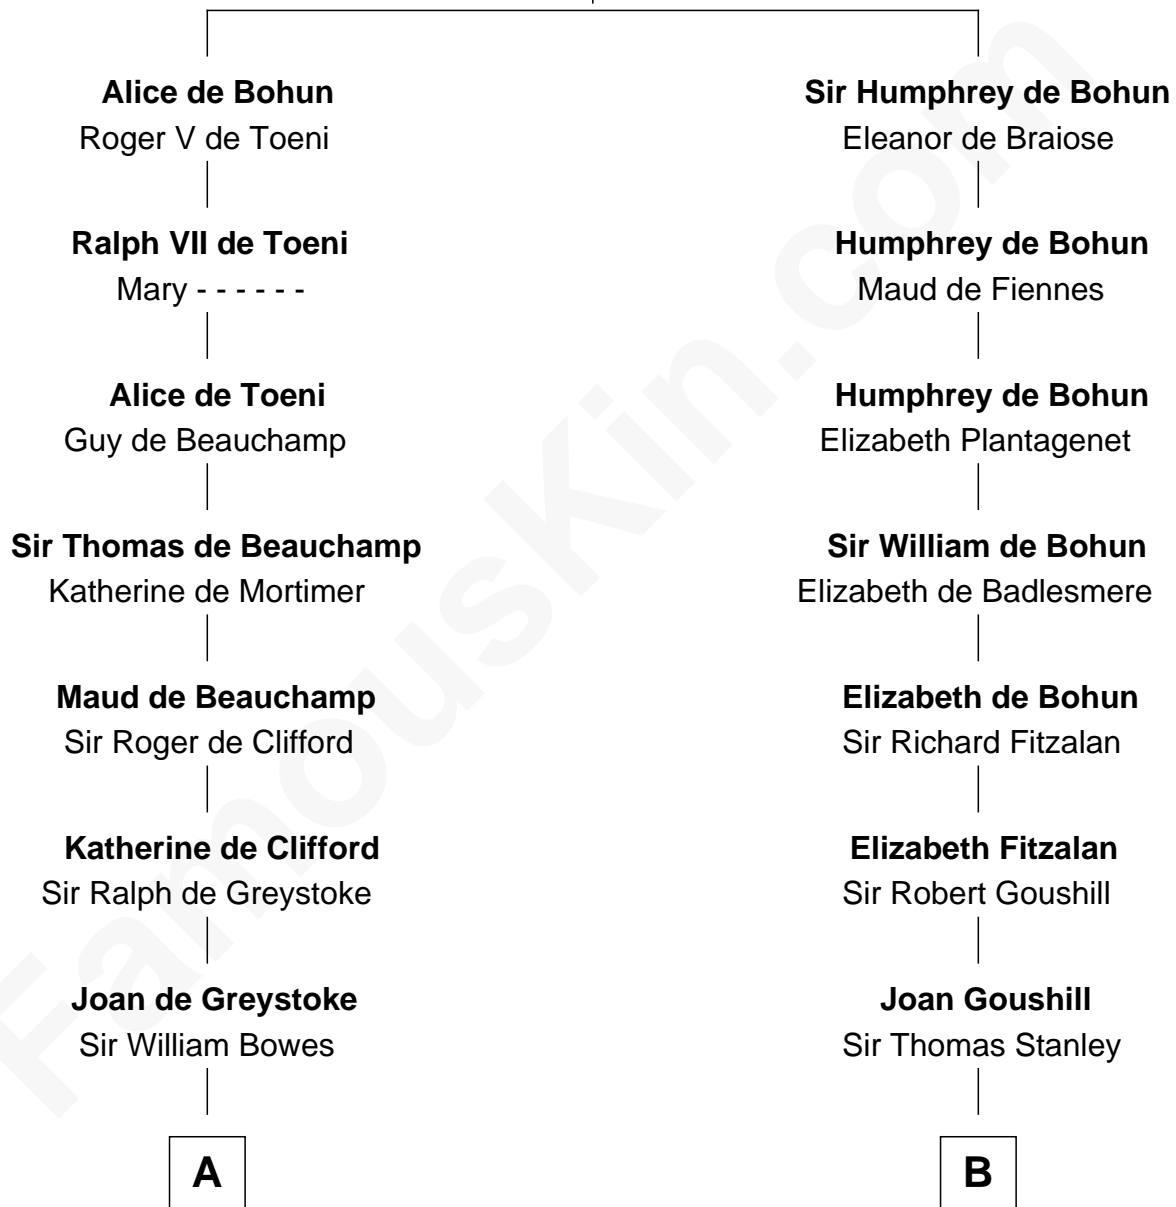 Alice de Bohun
Roger V de Toeni
Ralph VII de Toeni
Mary - - - - - -
Alice de Toeni
Guy de Beauchamp
Sir Thomas de Beauchamp
Katherine de Mortimer
Maud de Beauchamp
Sir Roger de Clifford
Katherine de Clifford
Sir Ralph de Greystoke
Joan de Greystoke
Sir William Bowes
A
Sir Humphrey de Bohun
Eleanor de Braiose
Humphrey de Bohun
Maud de Fiennes
Humphrey de Bohun
Elizabeth Plantagenet
Sir William de Bohun
Elizabeth de Badlesmere
Elizabeth de Bohun
Sir Richard Fitzalan
Elizabeth Fitzalan
Sir Robert Goushill
Joan Goushill
Sir Thomas Stanley
B
FamousKin.com